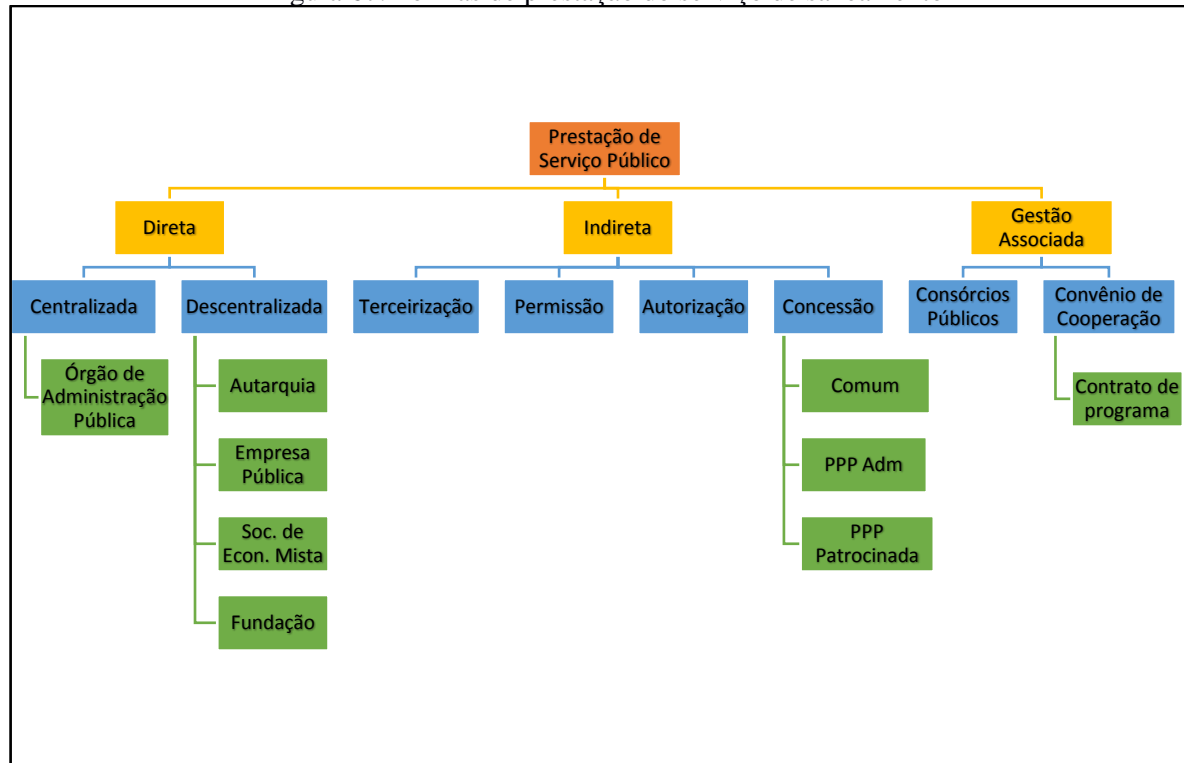 Prestação de
Serviço Público
Direta
Indireta
Gestão
Associada
Centralizada
Descentralizada
Terceirização
Permissão
Autorização
Concessão
Consórcios
Públicos
Convênio de
Cooperação
Órgão de
Administração
Pública
Autarquia
Empresa
Pública
Soc. de
Econ. Mista
Fundação
Comum
PPP Adm
PPP
Patrocinada
Contrato de
programa